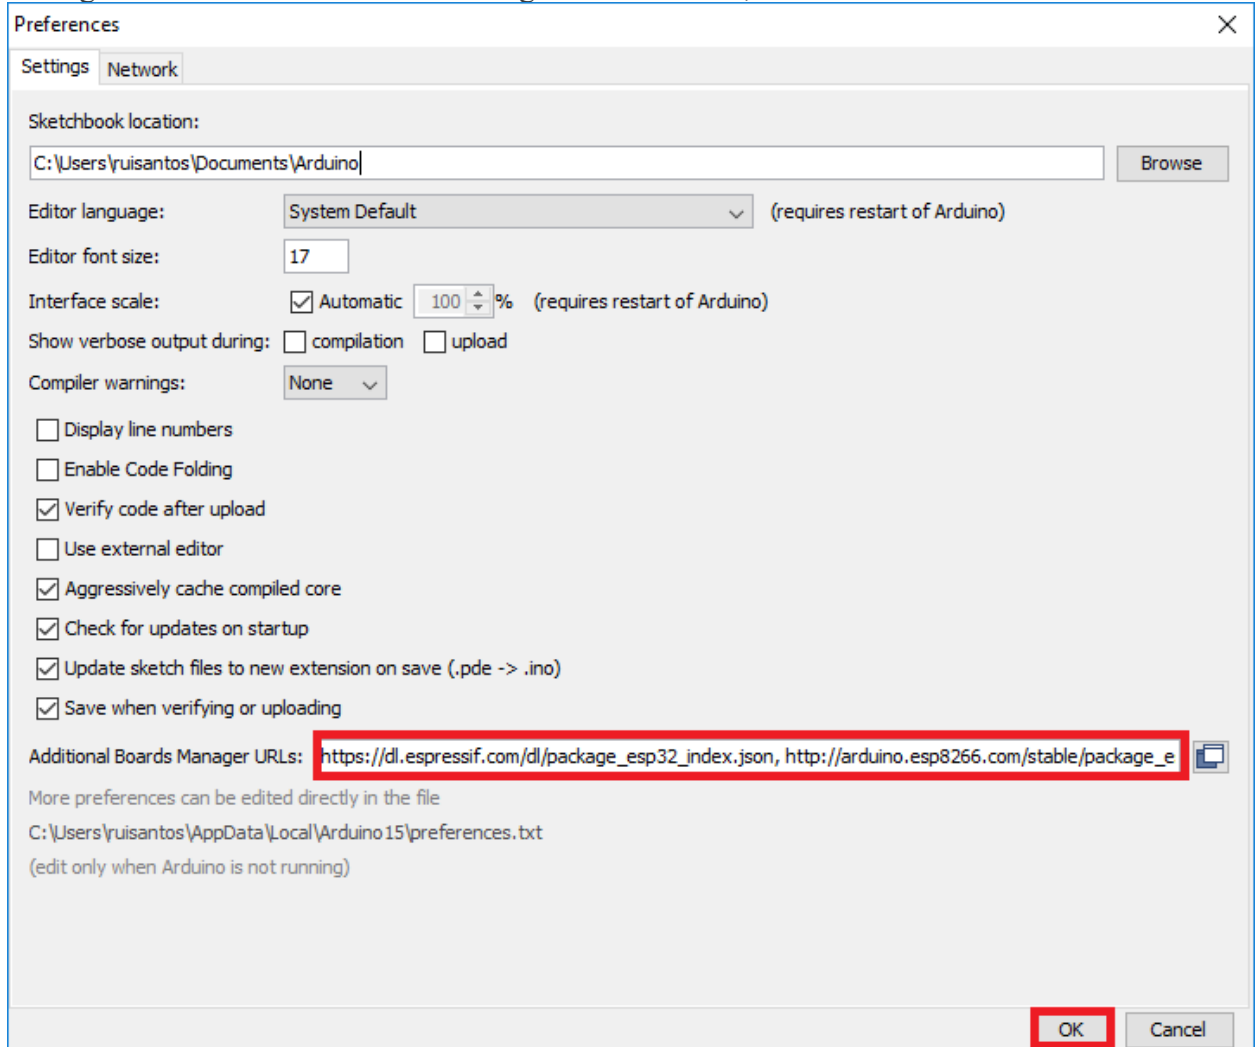 Preferences
Settings Network
Sketchbook location:
C:\Users\ruisantos\Documents\Arduino Browse
Editor language: System Default (requires restart of Arduino)
Editor font size: 17
Interface scale: Automatic 100 % (requires restart of Arduino)
Show verbose output during: compilation upload
Compiler warnings: None
Display line numbers
Enable Code Folding
Verify code after upload
Use external editor
Aggressively cache compiled core
Check for updates on startup
Update sketch files to new extension on save (.pde -> .ino)
Save when verifying or uploading
Additional Boards Manager URLs: https://dl.espressif.com/dl/package_esp32_index.json, http://arduino.esp8266.com/stable/package_e
More preferences can be edited directly in the file
C:\Users\ruisantos\AppData\Local\Arduino15\preferences.txt
(edit only when Arduino is not running)
OK Cancel